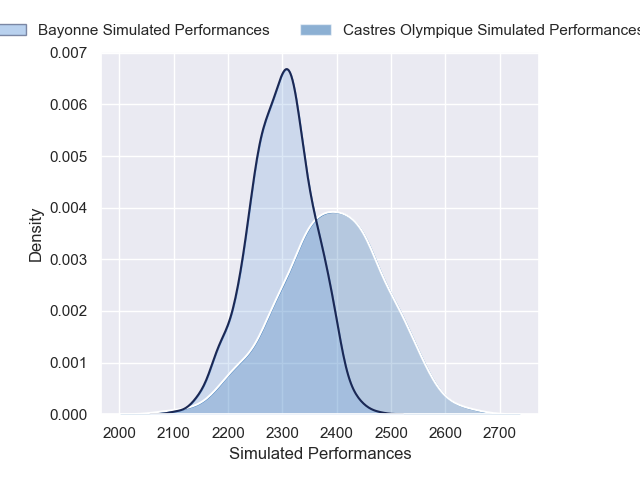 Bayonne Simulated Performances
Castres Olympique Simulated Performances
0.007
0.006
0.005
0.004
0.003
0.002
0.001
0.000
Density
2000 2100 2200 2300 2400 2500 2600 2700
Simulated Performances